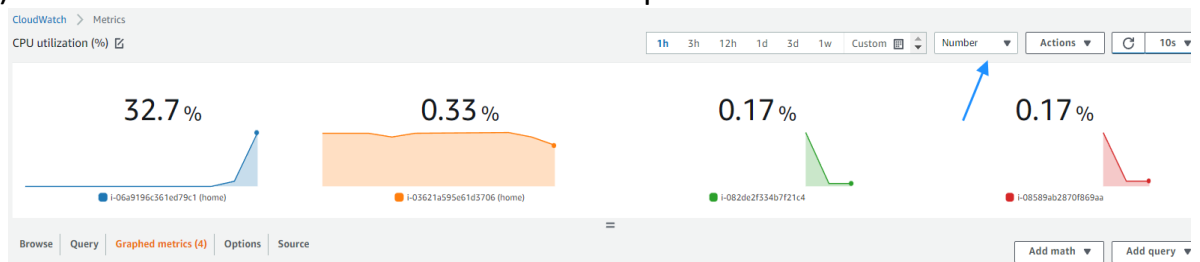 CloudWatch > Metrics
CPU utilization (%)
1h 3h 12h 1d 3d 1w Custom
Number
Actions
10s
32.7 %
0.33 %
0.17 %
0.17 %
i-06a9196c361ed79c1 (home)
i-03621a595e61d3706 (home)
i-082de2f334b7f21c4
i-08589ab2870f869aa
Browse Query Graphed metrics (4) Options Source
Add math
Add query